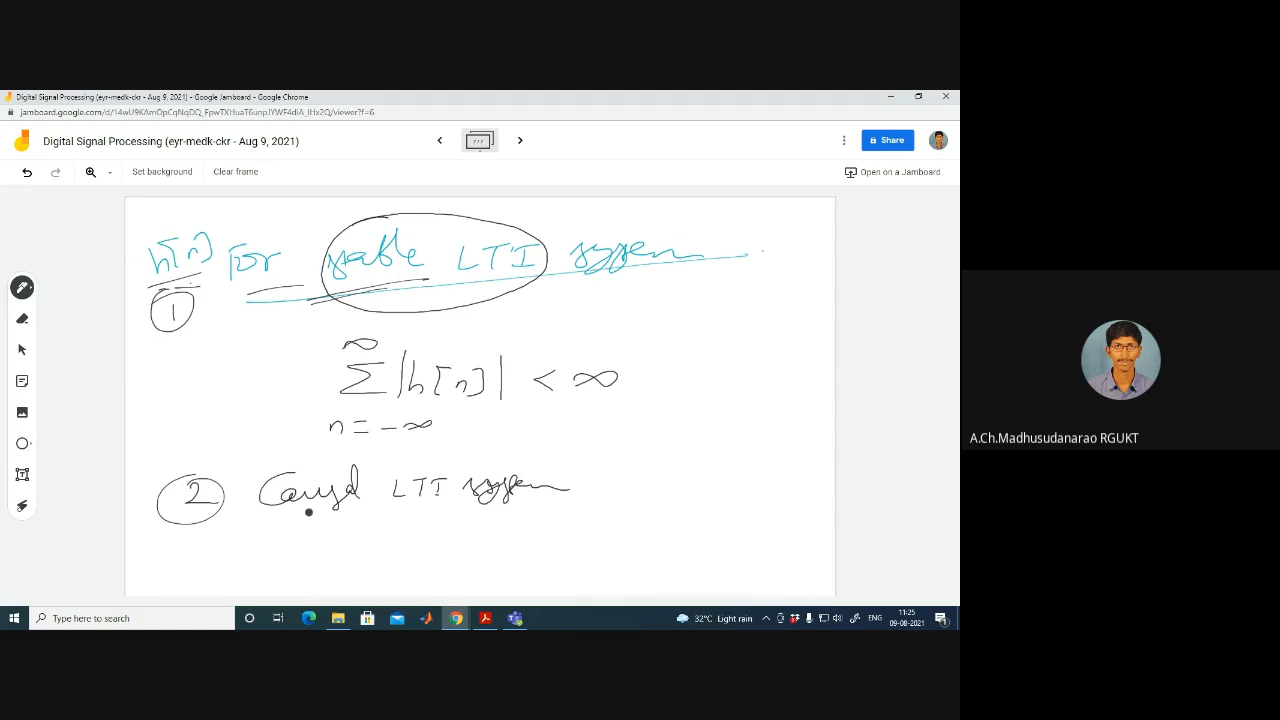 Digital Signal Processing (eyr-medk-ckr - Aug 9, 2021) - Google Jamboard - Google Chrome
Digital Signal Processing (eyr-medk-ckr - Aug 9, 2021)
Share
Set background
Clear frame
Open on a Jamboard
h[n] For stable LTI system
1
∞
Σ |h[n]| < ∞
n = -∞
2 Causal LTI system
A.Ch.Madhusudanarao RGUKT
Type here to search
32°C Light rain
ENG
11:25
09-08-2021